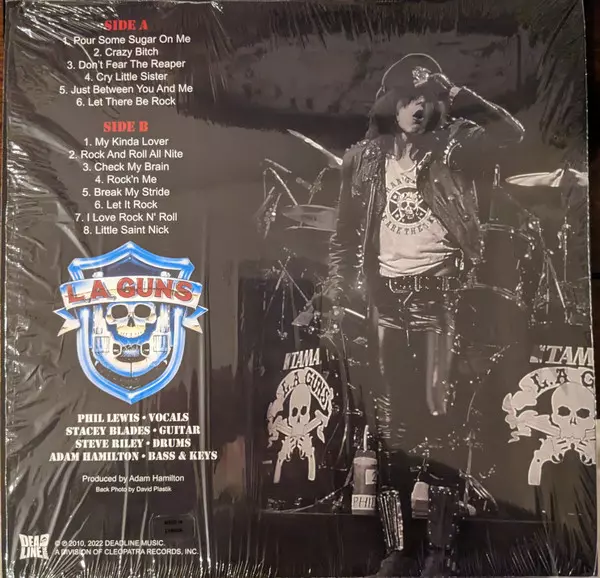 SIDE A
1. Pour Some Sugar On Me
2. Crazy Bitch
3. Don't Fear The Reaper
4. Cry Little Sister
5. Just Between You And Me
6. Let There Be Rock
SIDE B
1. My Kinda Lover
2. Rock And Roll All Nite
3. Check My Brain
4. Rock'n Me
5. Break My Stride
6. Let It Rock
7. I Love Rock N' Roll
8. Little Saint Nick
L.A. GUNS
PHIL LEWIS • VOCALS
STACEY BLADES • GUITAR
STEVE RILEY • DRUMS
ADAM HAMILTON • BASS & KEYS
Produced by Adam Hamilton
Back Photo by David Plastik
DEADLINE
© ℗ 2010, 2022 DEADLINE MUSIC.
A DIVISION OF CLEOPATRA RECORDS, INC.
TAMA
L.A GUNS
PHIL
TAMA
L.A GUNS